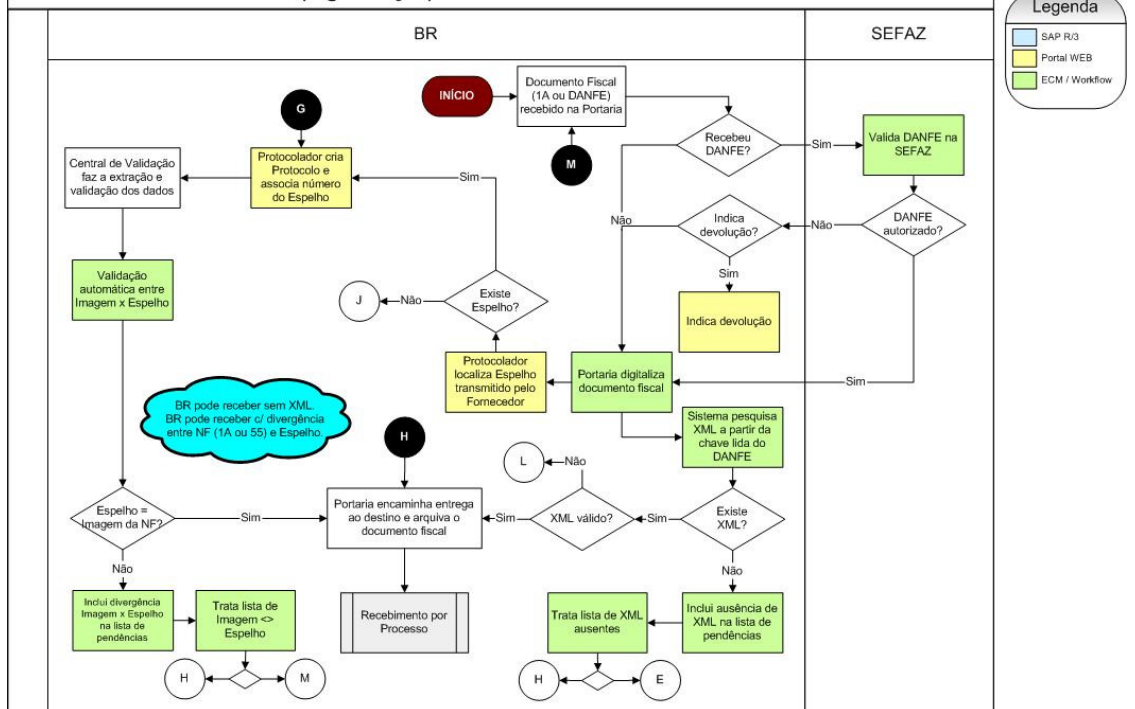 Legenda
SAP R/3
Portal WEB
ECM / Workflow
BR
SEFAZ
INÍCIO
Documento Fiscal
(1A ou DANFE)
recebido na Portaria
M
Recebeu
DANFE?
Sim
Valida DANFE na
SEFAZ
DANFE
autorizado?
Não
Indica
devolução?
Não
Sim
Indica devolução
Sim
G
Protocolador cria
Protocolo e
associa número
do Espelho
Sim
Central de Validação
faz a extração e
validação dos dados
Validação
automática entre
Imagem x Espelho
J
Não
Existe
Espelho?
Protocolador
localiza Espelho
transmitido pelo
Fornecedor
Portaria digitaliza
documento fiscal
BR pode receber sem XML.
BR pode receber c/ divergência
entre NF (1A ou 55) e Espelho.
H
Sistema pesquisa
XML a partir da
chave lida do
DANFE
L
Não
Espelho =
Imagem da NF?
Sim
Portaria encaminha entrega
ao destino e arquiva o
documento fiscal
Sim
XML válido?
Sim
Existe
XML?
Não
Não
Inclui divergência
Imagem x Espelho
na lista de
pendências
Trata lista de
Imagem <>
Espelho
Recebimento por
Processo
Trata lista de XML
ausentes
Inclui ausência de
XML na lista de
pendências
H
M
H
E